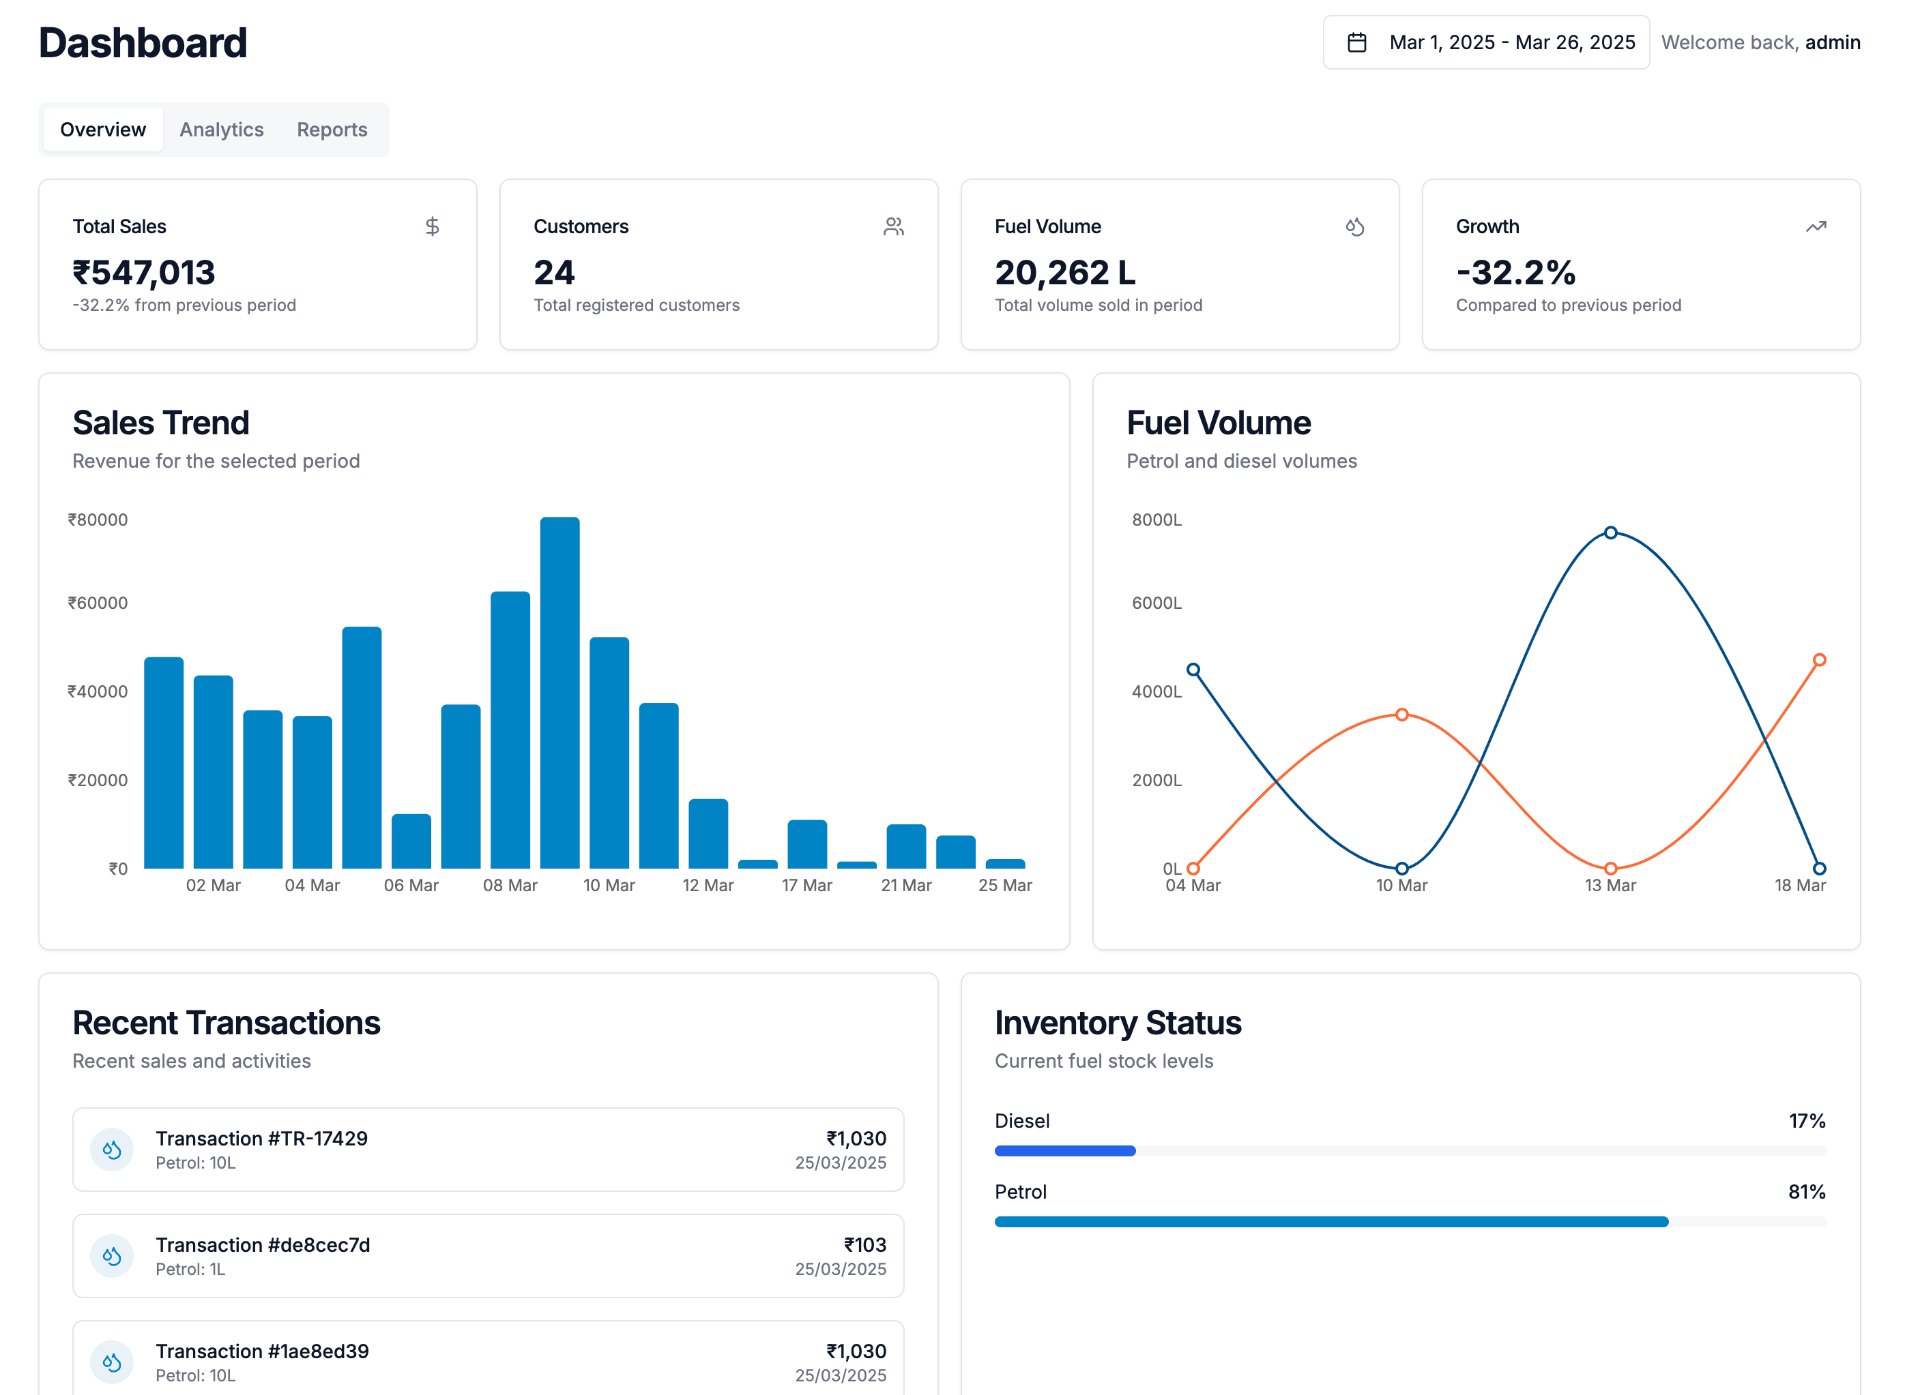 Dashboard
Mar 1, 2025 - Mar 26, 2025
Welcome back, admin
Overview
Analytics
Reports
Total Sales
₹547,013
-32.2% from previous period
Customers
24
Total registered customers
Fuel Volume
20,262 L
Total volume sold in period
Growth
-32.2%
Compared to previous period
Sales Trend
Revenue for the selected period
₹80000
₹60000
₹40000
₹20000
₹0
02 Mar
04 Mar
06 Mar
08 Mar
10 Mar
12 Mar
17 Mar
21 Mar
25 Mar
Fuel Volume
Petrol and diesel volumes
8000L
6000L
4000L
2000L
0L
04 Mar
10 Mar
13 Mar
18 Mar
Recent Transactions
Recent sales and activities
Transaction #TR-17429
Petrol: 10L
₹1,030
25/03/2025
Transaction #de8cec7d
Petrol: 1L
₹103
25/03/2025
Transaction #1ae8ed39
Petrol: 10L
₹1,030
25/03/2025
Inventory Status
Current fuel stock levels
Diesel
17%
Petrol
81%